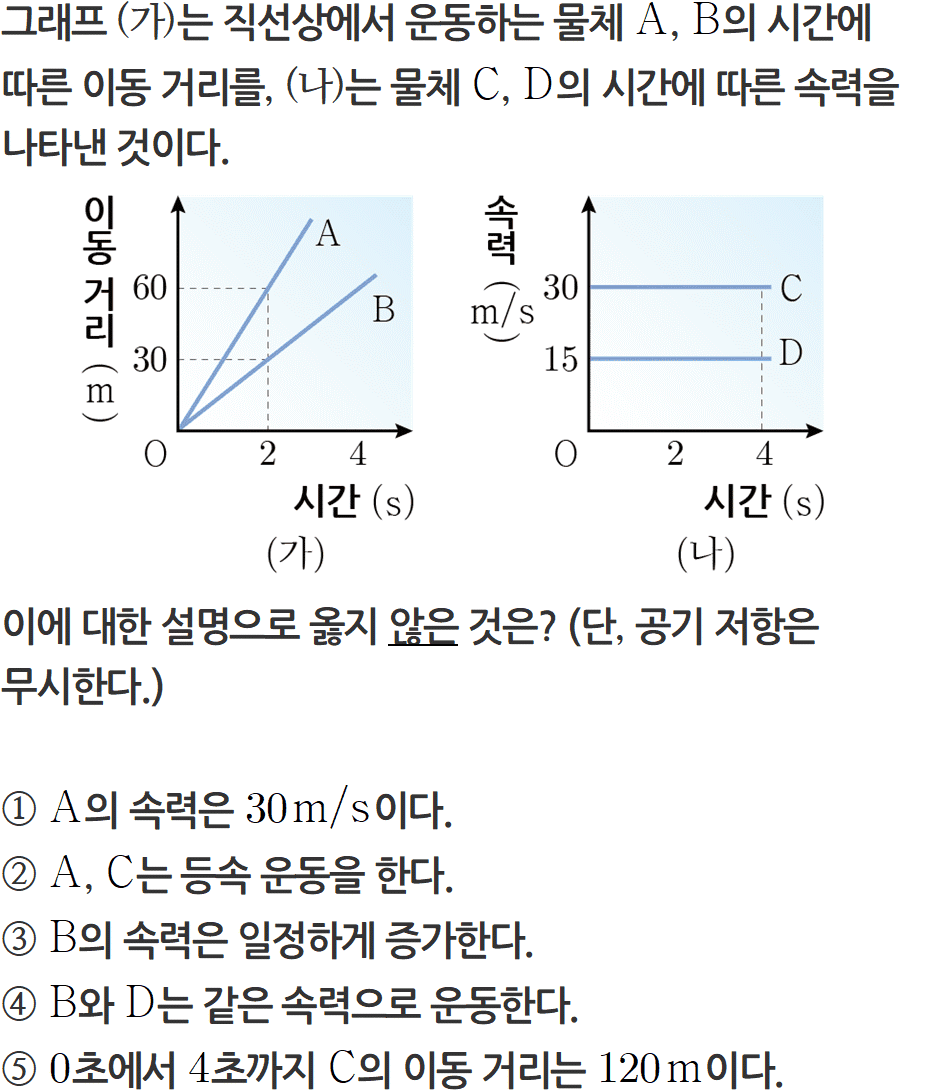 그래프 (가)는 직선상에서 운동하는 물체 A, B의 시간에
따른 이동 거리를, (나)는 물체 C, D의 시간에 따른 속력을
나타낸 것이다.
이동 거리 (m)
60
30
O
2
4
A
B
시간 (s)
(가)
속력 (m/s)
30
15
O
2
4
C
D
시간 (s)
(나)
이에 대한 설명으로 옳지 않은 것은? (단, 공기 저항은
무시한다.)
① A의 속력은 30m/s이다.
② A, C는 등속 운동을 한다.
③ B의 속력은 일정하게 증가한다.
④ B와 D는 같은 속력으로 운동한다.
⑤ 0초에서 4초까지 C의 이동 거리는 120m이다.